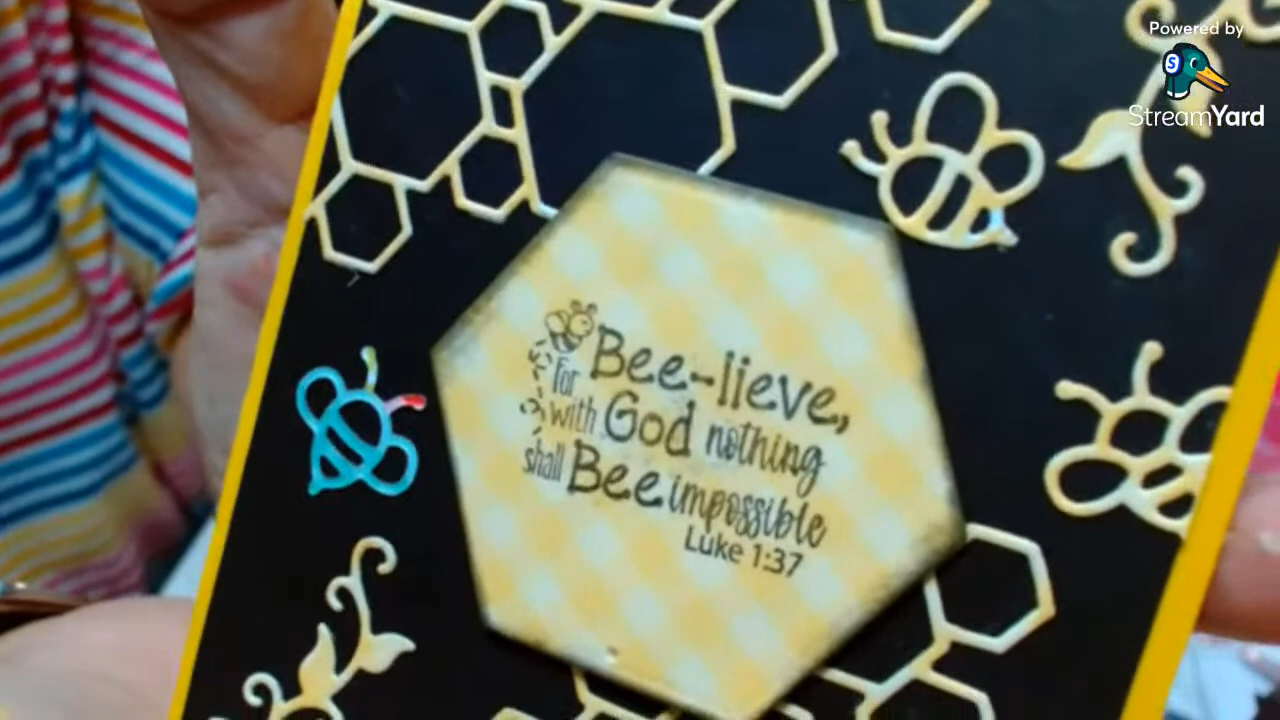 Powered by
StreamYard
Bee-lieve,
for
with God nothing
shall Bee impossible
Luke 1:37